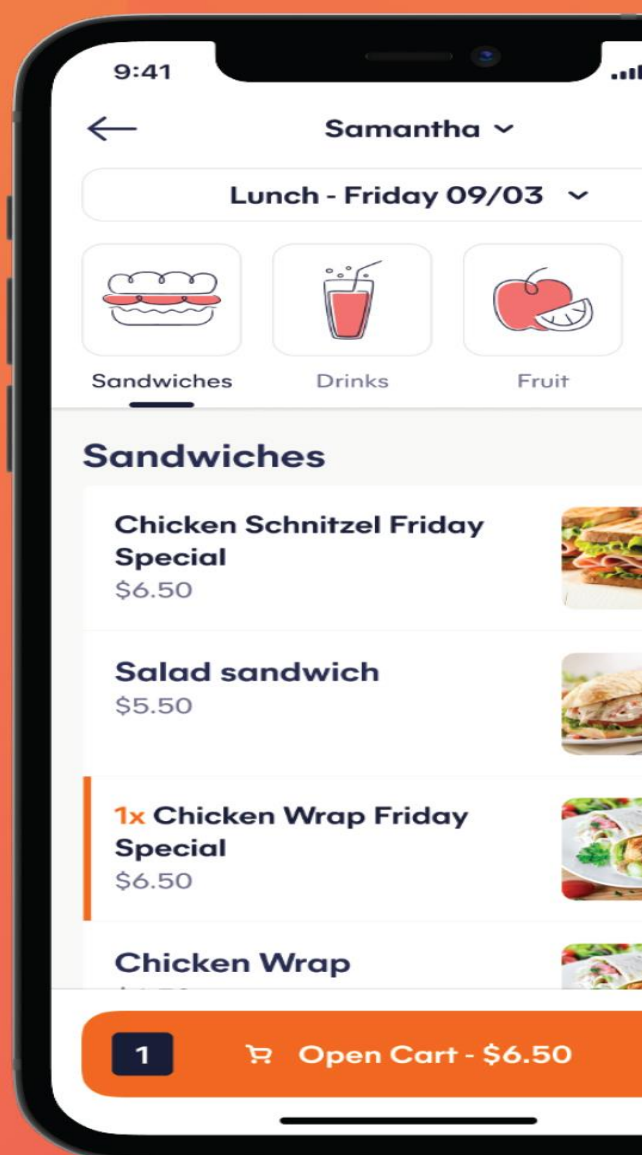 9:41
Samantha
Lunch - Friday 09/03
Sandwiches
Drinks
Fruit
Sandwiches
Chicken Schnitzel Friday
Special
$6.50
Salad sandwich
$5.50
1x Chicken Wrap Friday
Special
$6.50
Chicken Wrap
1
Open Cart - $6.50